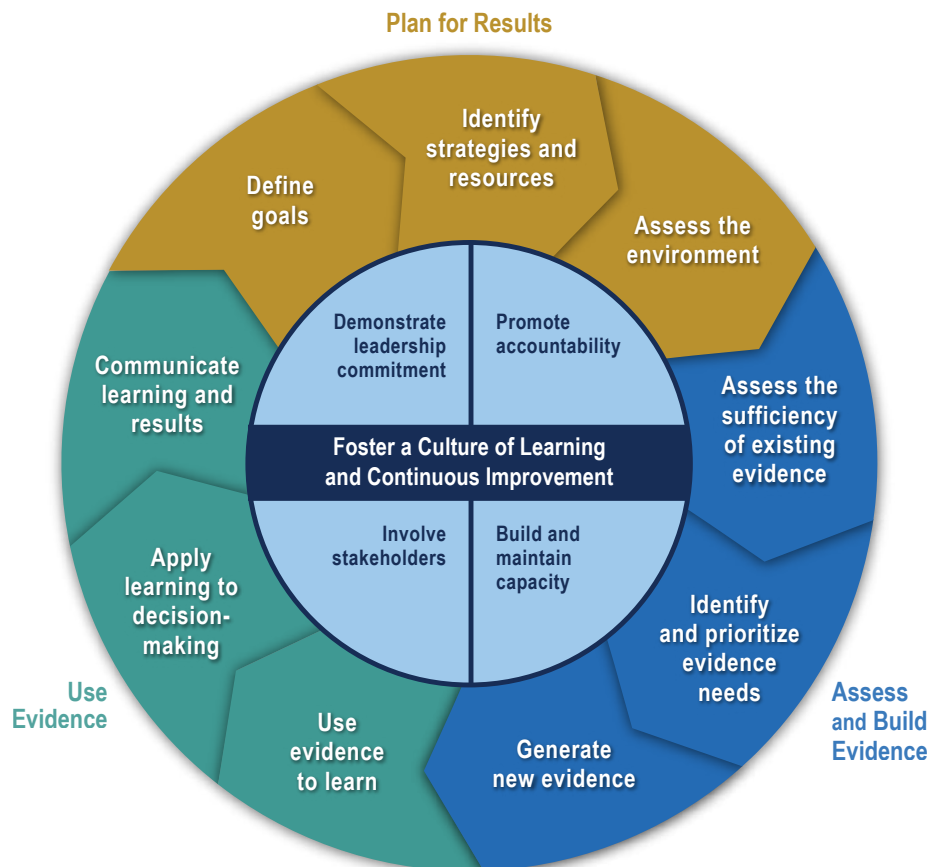 Plan for Results
Define
goals
Identify
strategies and
resources
Assess the
environment
Assess the
sufficiency
of existing
evidence
Identify
and prioritize
evidence
needs
Generate
new evidence
Use
evidence
to learn
Apply
learning to
decision-
making
Communicate
learning and
results
Demonstrate
leadership
commitment
Promote
accountability
Foster a Culture of Learning
and Continuous Improvement
Involve
stakeholders
Build and
maintain
capacity
Use
Evidence
Assess
and Build
Evidence